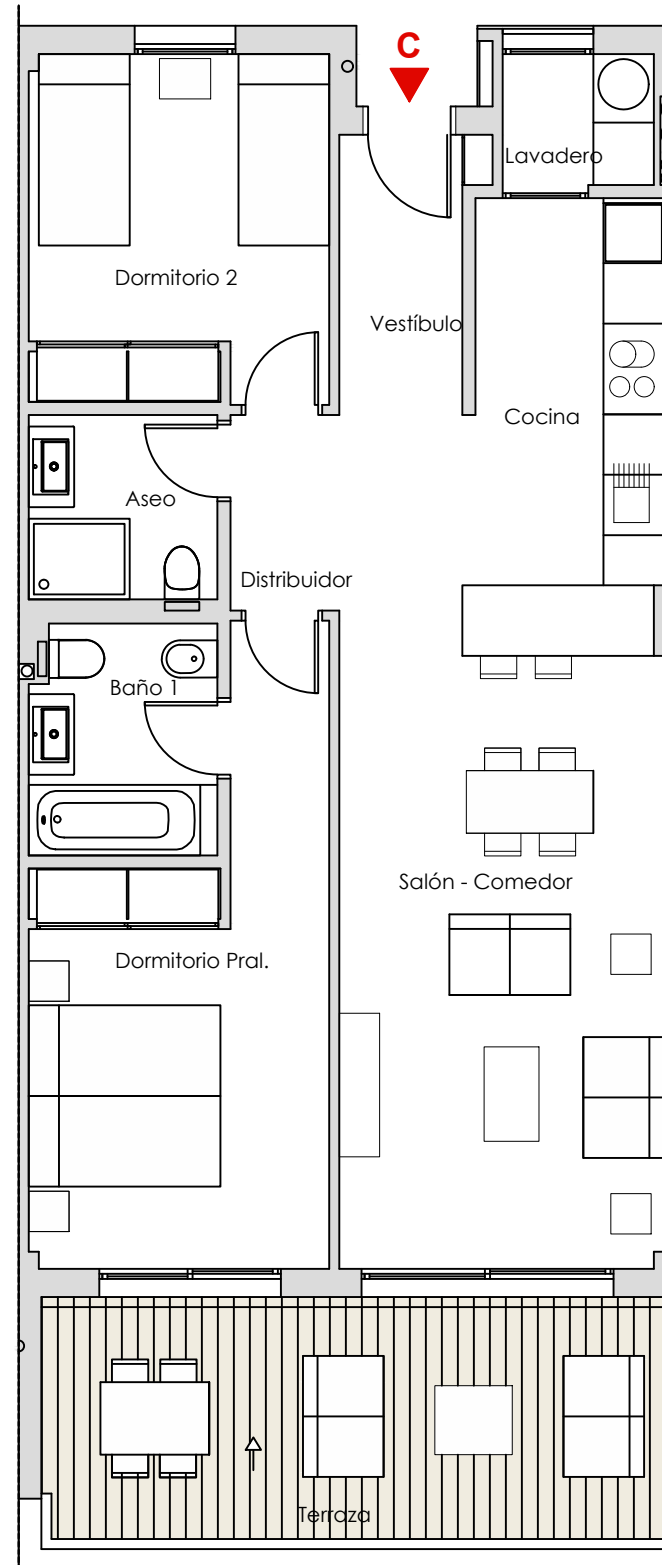 C
Lavadero
Dormitorio 2
Vestíbulo
Cocina
Aseo
Distribuidor
Baño 1
Salón - Comedor
Dormitorio Pral.
Terraza